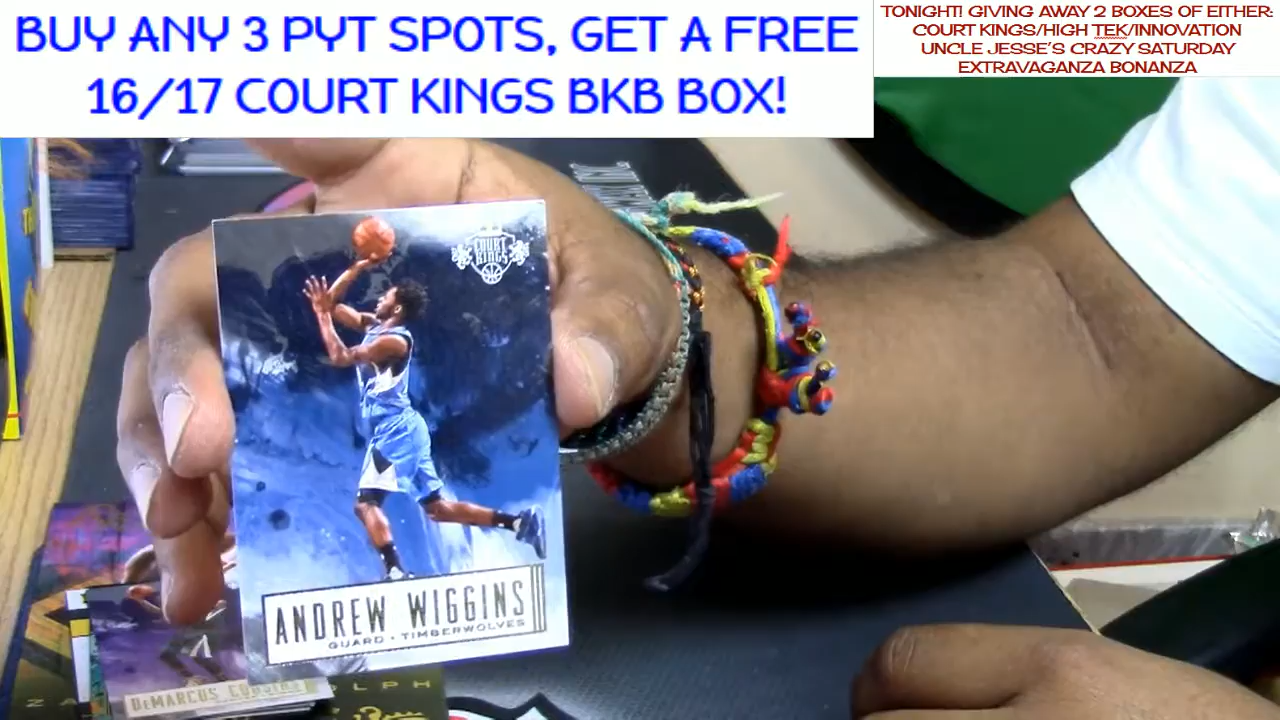 BUY ANY 3 PYT SPOTS, GET A FREE
16/17 COURT KINGS BKB BOX!
TONIGHT! GIVING AWAY 2 BOXES OF EITHER:
COURT KINGS/HIGH TEK/INNOVATION
UNCLE JESSE'S CRAZY SATURDAY
EXTRAVAGANZA BONANZA
COURT
KINGS
ANDREW WIGGINS
GUARD • TIMBERWOLVES
DEMARCUS COUSINS